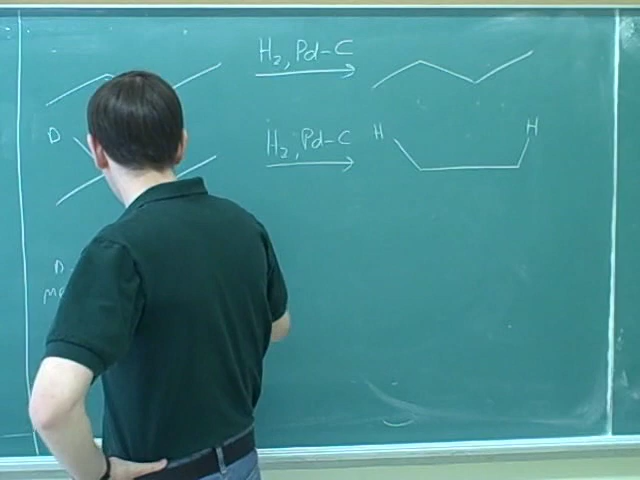 H₂, Pd-C
D H₂, Pd-C H H
D